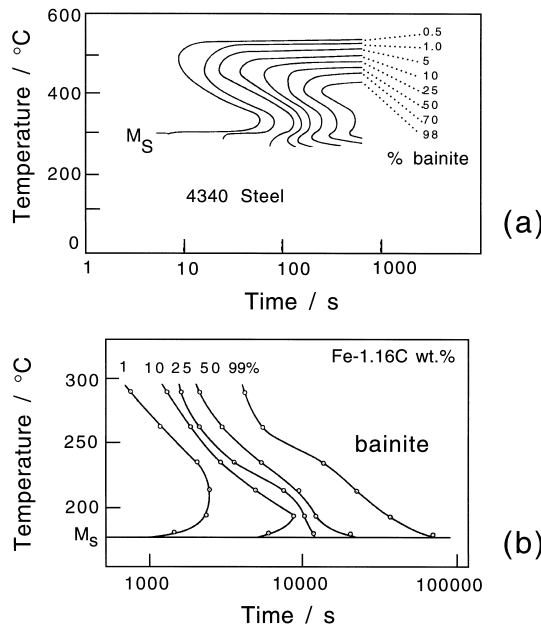 600
400
200
0
Temperature / °C
0.5
1.0
5
10
25
50
70
98
% bainite
M_S
4340 Steel
(a)
1 10 100 1000
Time / s
1 10 25 50 99%
Fe-1.16C wt.%
300
250
200
Temperature / °C
bainite
M_S
(b)
1000 10000 100000
Time / s